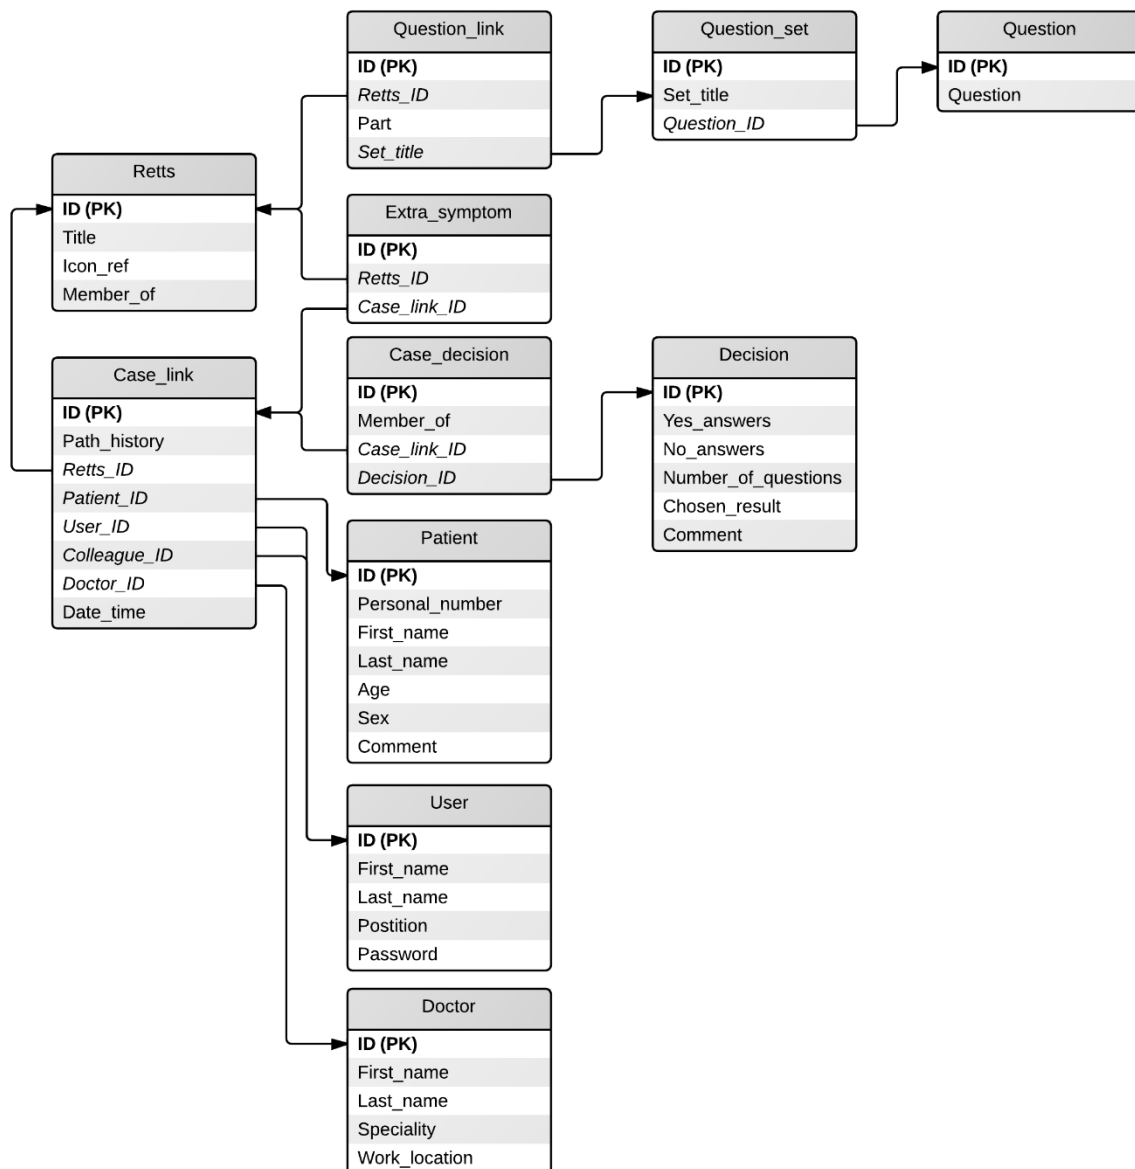 Question_link
ID (PK)
Retts_ID
Part
Set_title
Question_set
ID (PK)
Set_title
Question_ID
Question
ID (PK)
Question
Retts
ID (PK)
Title
Icon_ref
Member_of
Extra_symptom
ID (PK)
Retts_ID
Case_link_ID
Case_link
ID (PK)
Path_history
Retts_ID
Patient_ID
User_ID
Colleague_ID
Doctor_ID
Date_time
Case_decision
ID (PK)
Member_of
Case_link_ID
Decision_ID
Decision
ID (PK)
Yes_answers
No_answers
Number_of_questions
Chosen_result
Comment
Patient
ID (PK)
Personal_number
First_name
Last_name
Age
Sex
Comment
User
ID (PK)
First_name
Last_name
Postition
Password
Doctor
ID (PK)
First_name
Last_name
Speciality
Work_location